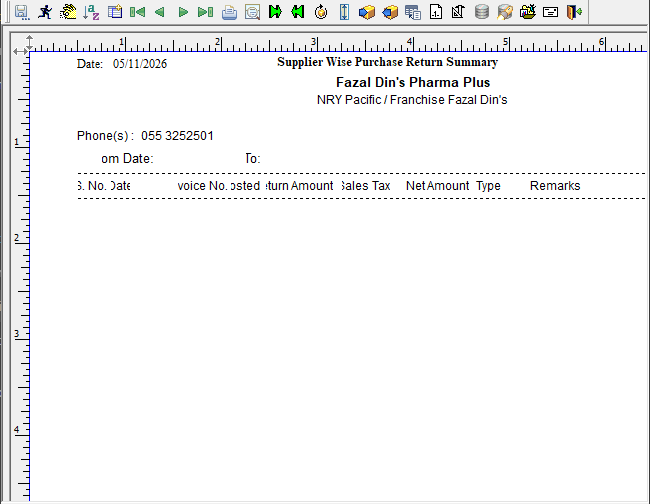 1 2 3 4 5 6
Date: 05/11/2026 Supplier Wise Purchase Return Summary
Fazal Din's Pharma Plus
NRY Pacific / Franchise Fazal Din's
Phone(s) : 055 3252501
1
om Date: To:
S. No. Date voice No. osted turn Amount Sales Tax Net Amount Type Remarks
2
3
4